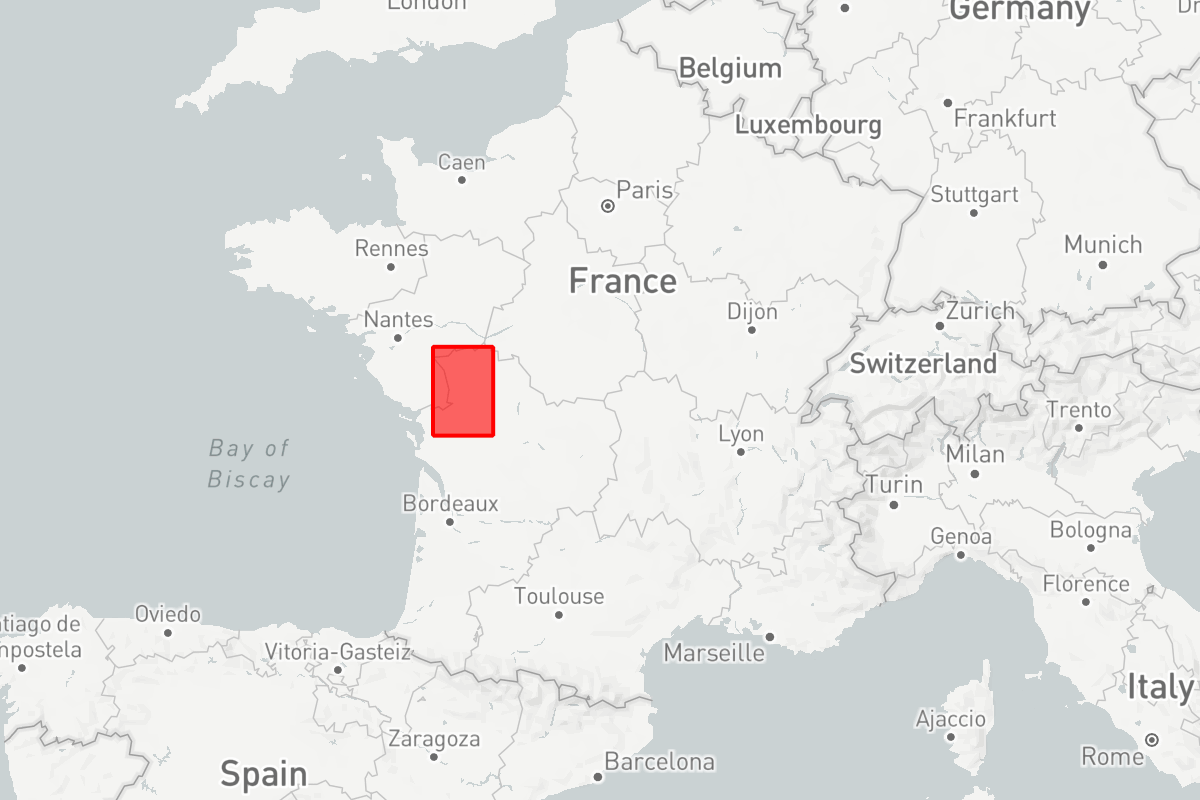 London
Germany
Dr
Belgium
Luxembourg
Frankfurt
Caen
Paris
Stuttgart
Rennes
Munich
France
Nantes
Dijon
Zurich
Switzerland
Trento
Lyon
Bay of
Biscay
Milan
Turin
Bordeaux
Bologna
Genoa
Florence
Toulouse
Oviedo
tiago de
mpostela
Vitoria-Gasteiz
Marseille
Italy
Ajaccio
Zaragoza
Rome
Barcelona
Spain